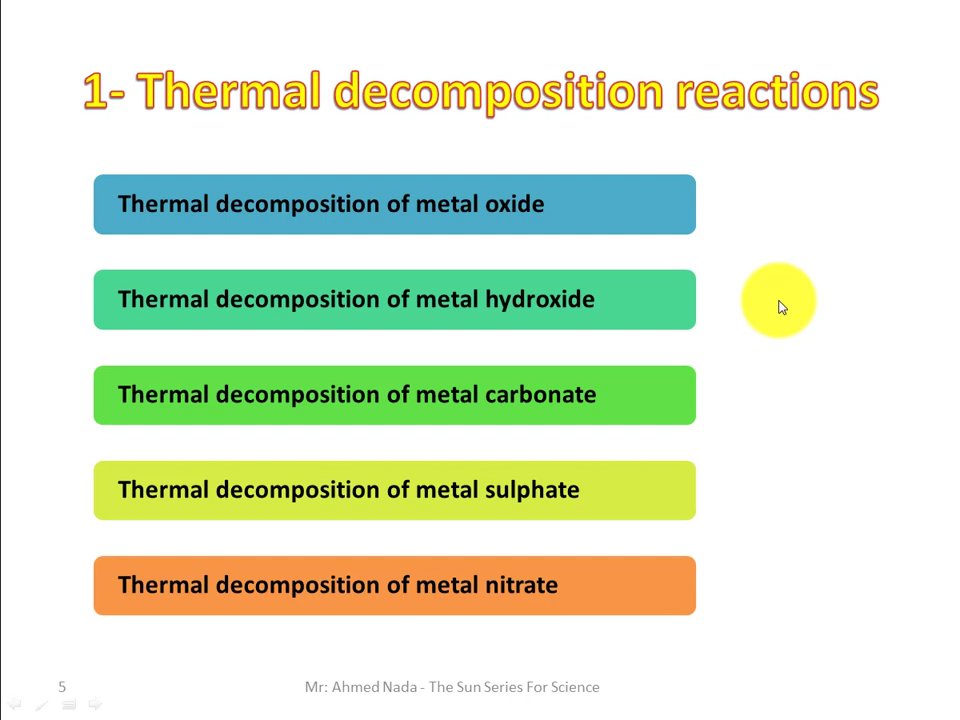 1- Thermal decomposition reactions
Thermal decomposition of metal oxide
Thermal decomposition of metal hydroxide
Thermal decomposition of metal carbonate
Thermal decomposition of metal sulphate
Thermal decomposition of metal nitrate
5
Mr: Ahmed Nada - The Sun Series For Science